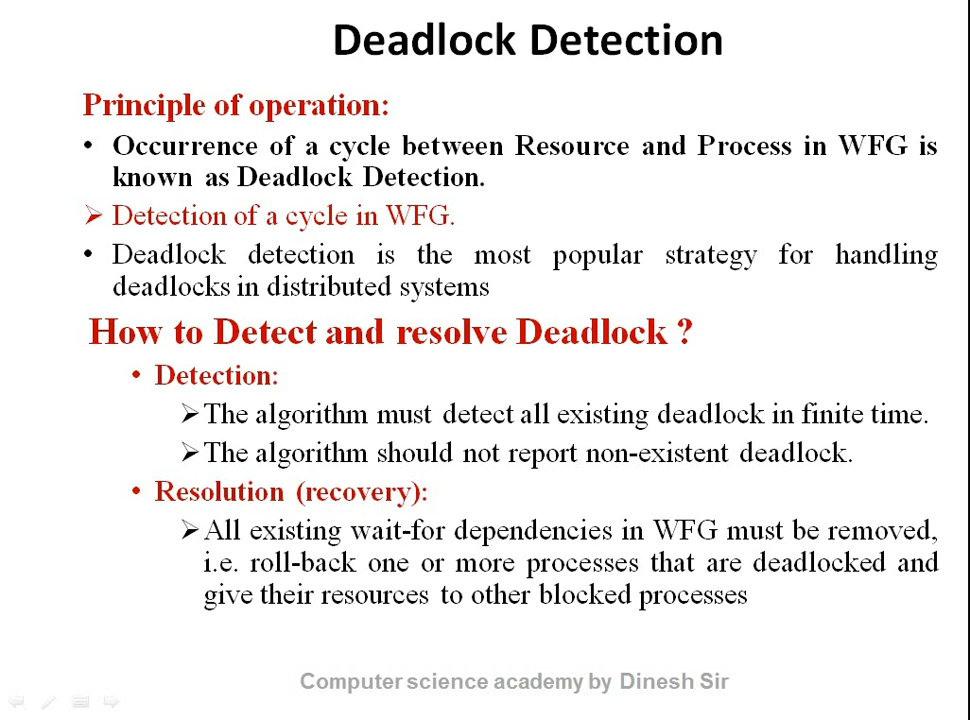 Deadlock Detection
Principle of operation:
• Occurrence of a cycle between Resource and Process in WFG is
known as Deadlock Detection.
➢ Detection of a cycle in WFG.
• Deadlock detection is the most popular strategy for handling
deadlocks in distributed systems
How to Detect and resolve Deadlock ?
• Detection:
➢ The algorithm must detect all existing deadlock in finite time.
➢ The algorithm should not report non-existent deadlock.
• Resolution (recovery):
➢ All existing wait-for dependencies in WFG must be removed,
i.e. roll-back one or more processes that are deadlocked and
give their resources to other blocked processes
Computer science academy by Dinesh Sir